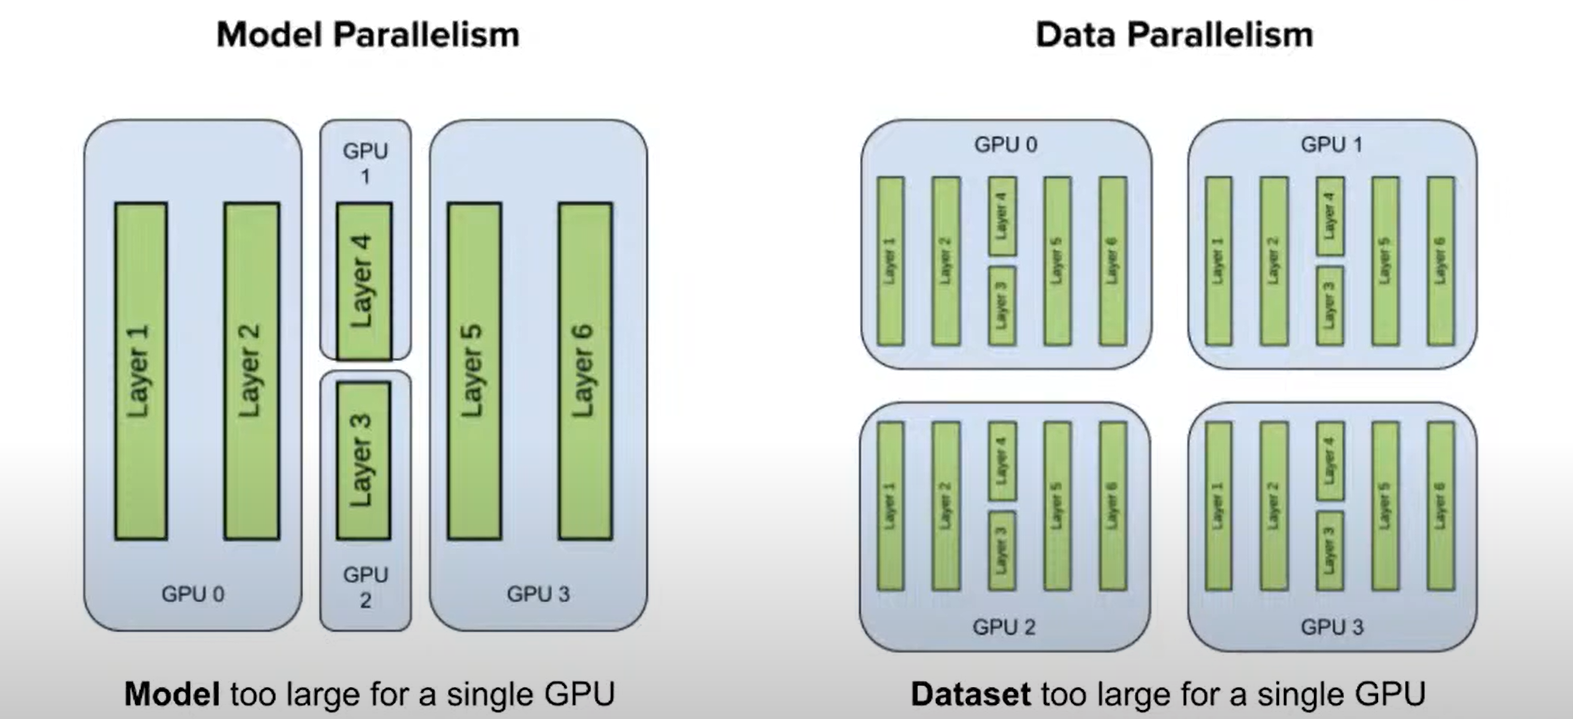 Model Parallelism
GPU
1
Layer 1
Layer 2
Layer 4
Layer 3
Layer 5
Layer 6
GPU 0
GPU
2
GPU 3
Model too large for a single GPU
Data Parallelism
GPU 0
Layer 1
Layer 2
Layer 4
Layer 3
Layer 5
Layer 6
GPU 1
Layer 1
Layer 2
Layer 4
Layer 3
Layer 5
Layer 6
Layer 1
Layer 2
Layer 4
Layer 3
Layer 5
Layer 6
GPU 2
Layer 1
Layer 2
Layer 4
Layer 3
Layer 5
Layer 6
GPU 3
Dataset too large for a single GPU